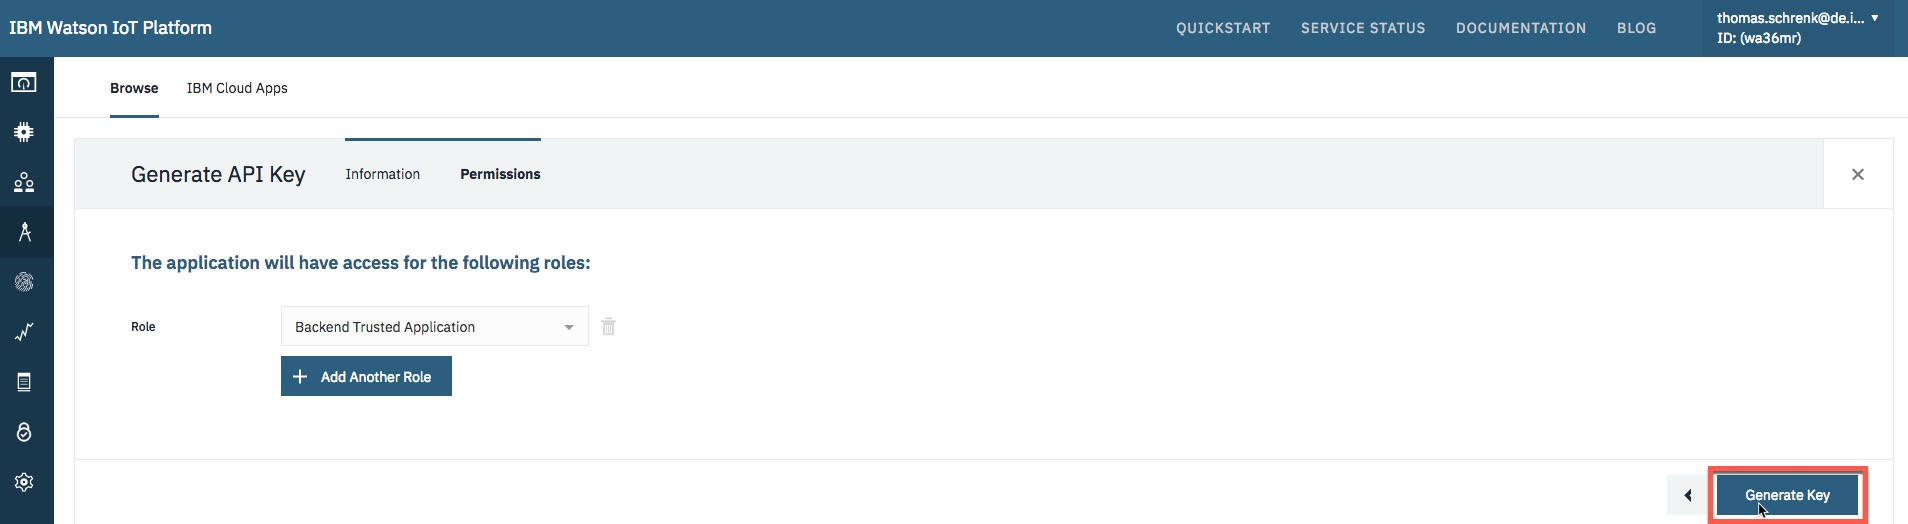 IBM Watson IoT Platform
QUICKSTART SERVICE STATUS DOCUMENTATION BLOG
thomas.schrenk@de.i...
ID: (wa36mr)
Browse IBM Cloud Apps
Generate API Key Information Permissions
The application will have access for the following roles:
Role Backend Trusted Application
Add Another Role
Generate Key